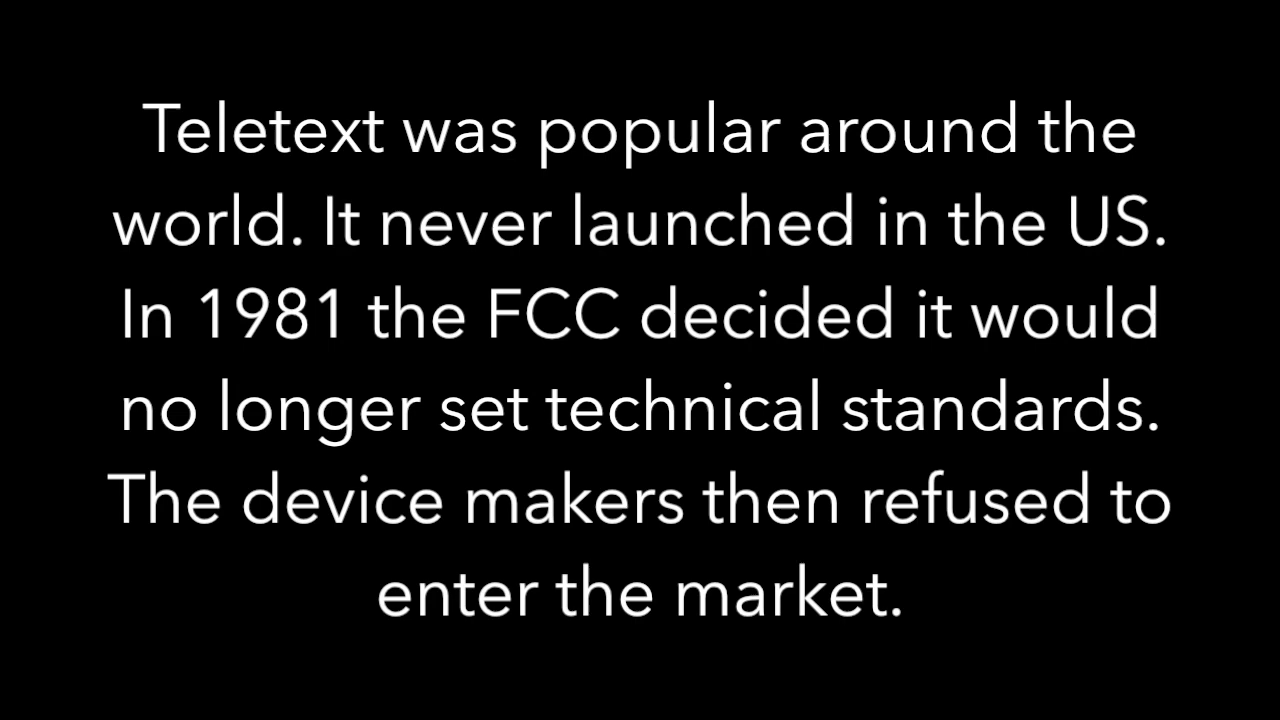 Teletext was popular around the
world. It never launched in the US.
In 1981 the FCC decided it would
no longer set technical standards.
The device makers then refused to
enter the market.